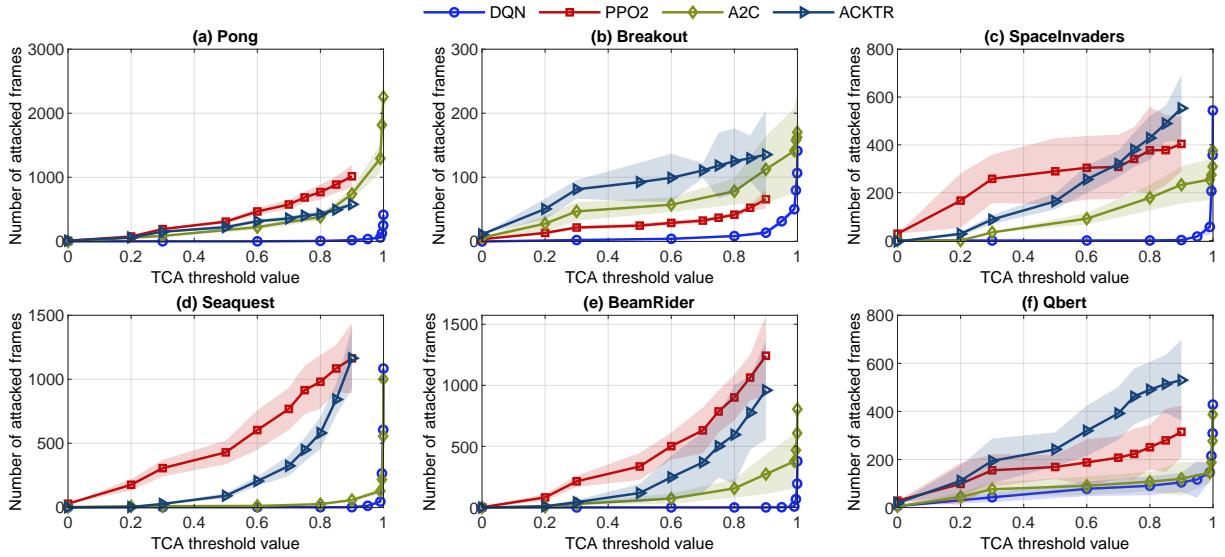 DQN PPO2 A2C ACKTR
(a) Pong
Number of attacked frames
3000
2000
1000
0
0 0.2 0.4 0.6 0.8 1
TCA threshold value
(b) Breakout
Number of attacked frames
300
200
100
0
0 0.2 0.4 0.6 0.8 1
TCA threshold value
(c) SpaceInvaders
Number of attacked frames
800
600
400
200
0
0 0.2 0.4 0.6 0.8 1
TCA threshold value
(d) Seaquest
Number of attacked frames
1500
1000
500
0
0 0.2 0.4 0.6 0.8 1
TCA threshold value
(e) BeamRider
Number of attacked frames
1500
1000
500
0
0 0.2 0.4 0.6 0.8 1
TCA threshold value
(f) Qbert
Number of attacked frames
800
600
400
200
0
0 0.2 0.4 0.6 0.8 1
TCA threshold value